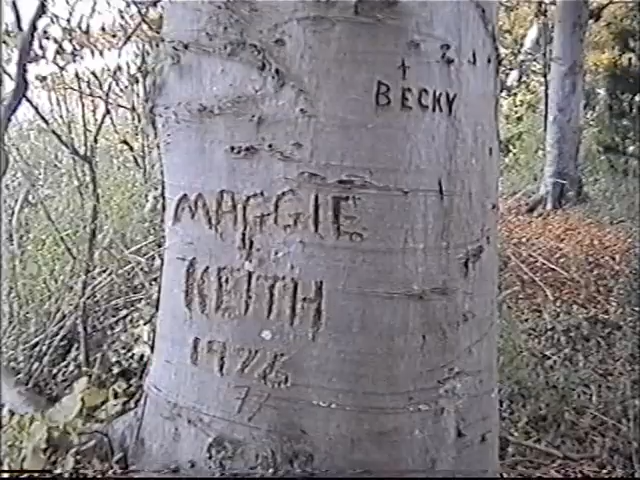 +
BECKY
MAGGIE
+
KEITH
1976
77